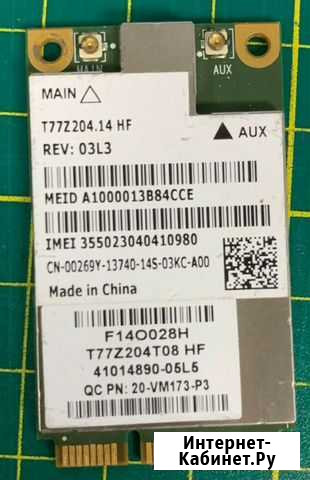 MAIN
AUX
MAIN △
T77Z204.14 HF
▲ AUX
REV: 03L3
MEID A1000013B84CCE
IMEI 355023040410980
CN-00269Y-13740-14S-03KC-A00
Made in China
F14O028H
T77Z204T08 HF
41014890-05L5
QC PN: 20-VM173-P3
Интернет-
Кабинет.Ру